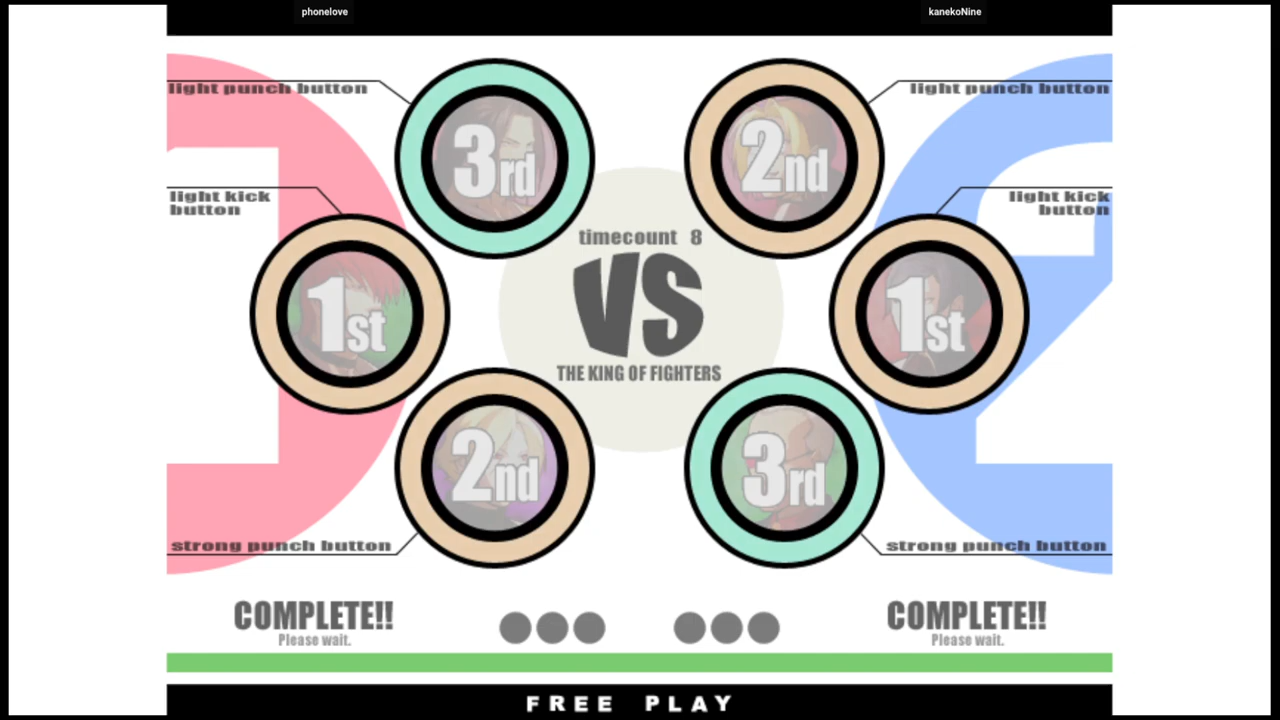 phonelove
kanekoNine
light punch button
light punch button
3rd
2nd
light kick
button
light kick
button
timecount 8
VS
THE KING OF FIGHTERS
1st
1st
2nd
3rd
strong punch button
strong punch button
COMPLETE!!
Please wait.
COMPLETE!!
Please wait.
FREE PLAY